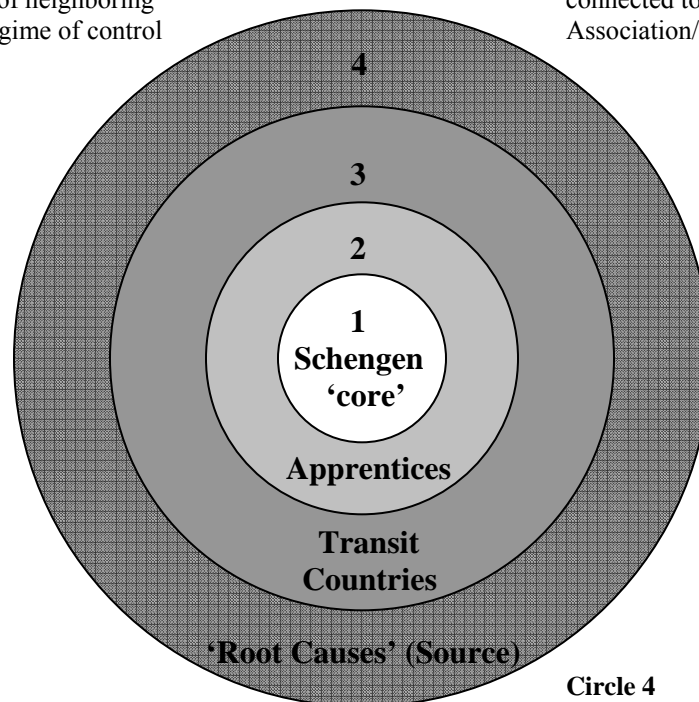 of neighboring
gime of control
connected to
Association/
4
3
2
1
Schengen
‘core’
Apprentices
Transit
Countries
‘Root Causes’ (Source)
Circle 4